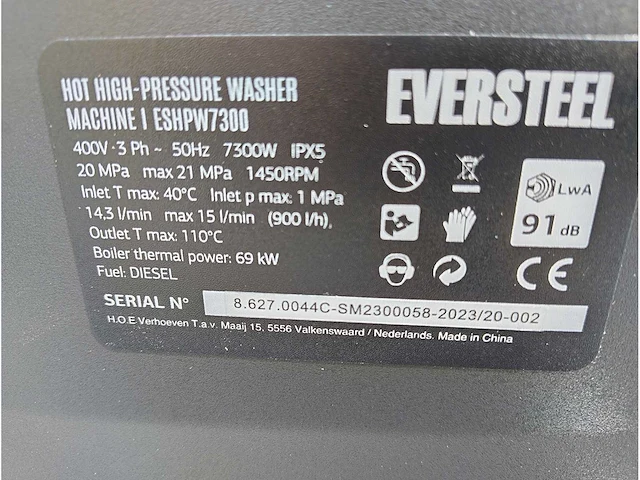 EVERSTEEL
HOT HIGH-PRESSURE WASHER
MACHINE | ESHPW7300
400V · 3 Ph ~ 50Hz 7300W IPX5
20 MPa max 21 MPa 1450RPM
Inlet T max: 40°C Inlet p max: 1 MPa
14,3 l/min max 15 l/min (900 l/h),
Outlet T max: 110°C
Boiler thermal power: 69 kW
Fuel: DIESEL
LWA
91 dB
CE
SERIAL N° 8.627.0044C-SM2300058-2023/20-002
H.O.E Verhoeven T.a.v. Maaij 15, 5556 Valkenswaard / Nederlands. Made in China